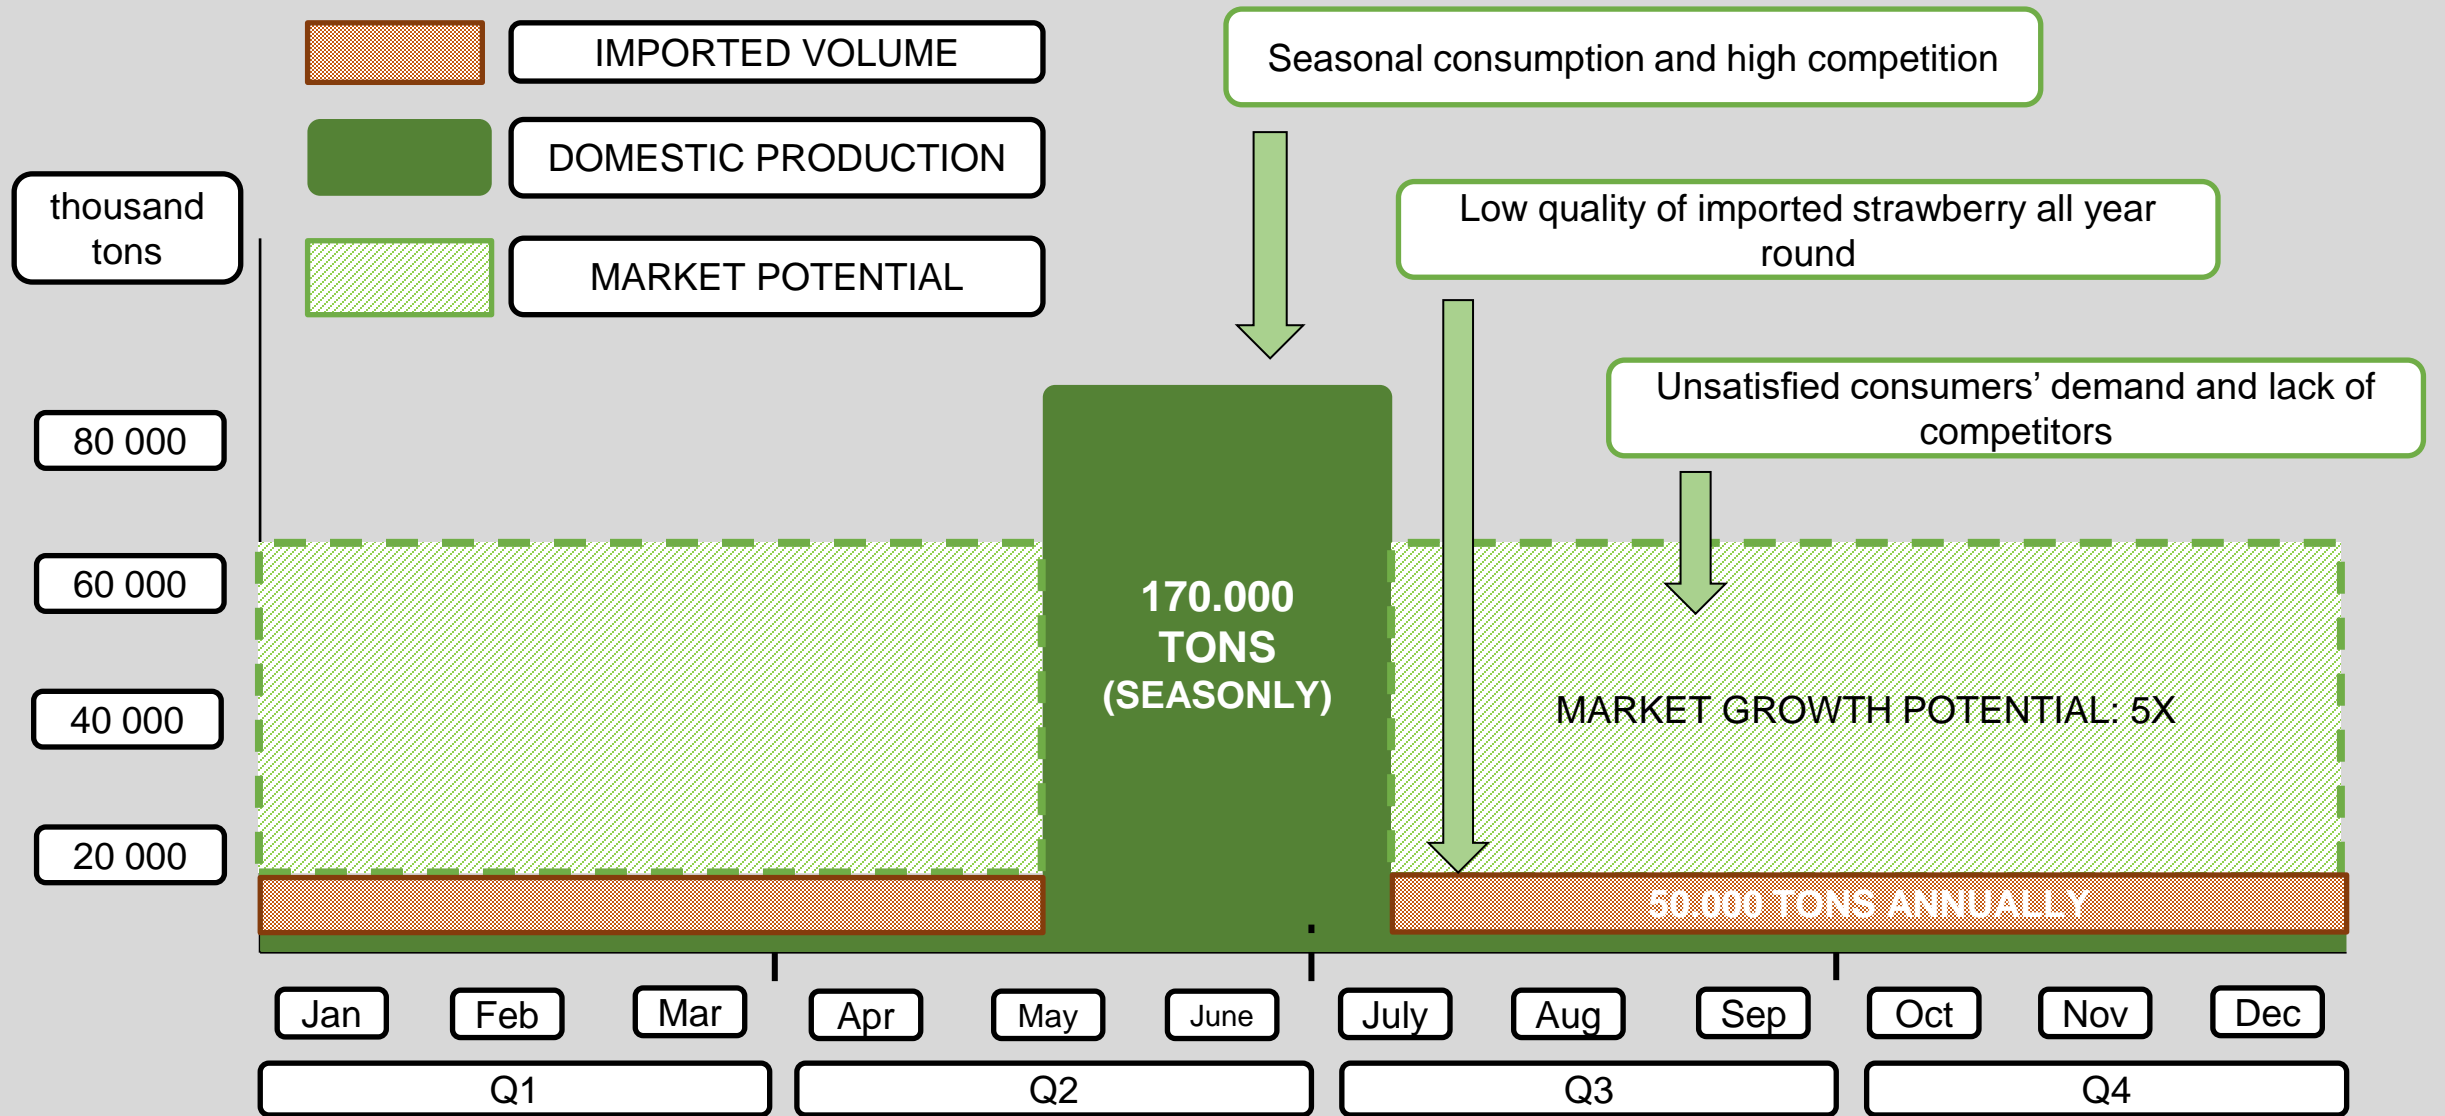 IMPORTED VOLUME
DOMESTIC PRODUCTION
MARKET POTENTIAL
Seasonal consumption and high competition
Low quality of imported strawberry all year
round
Unsatisfied consumers’ demand and lack of
competitors
thousand
tons
80 000
60 000
40 000
20 000
170.000
TONS
(SEASONLY)
MARKET GROWTH POTENTIAL: 5X
50.000 TONS ANNUALLY
Jan
Feb
Mar
Apr
May
June
July
Aug
Sep
Oct
Nov
Dec
Q1
Q2
Q3
Q4